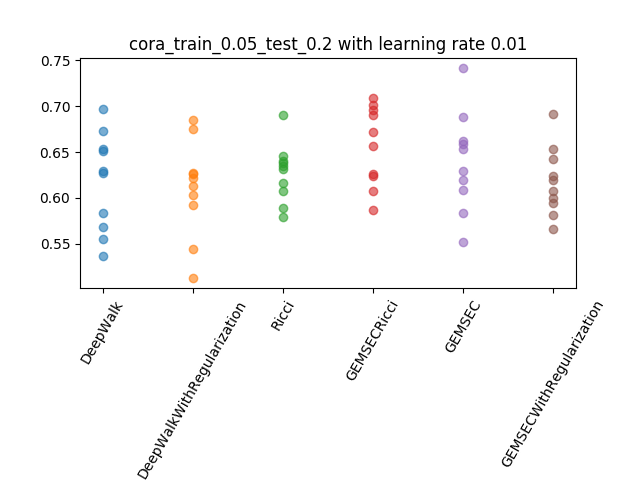 cora_train_0.05_test_0.2 with learning rate 0.01
0.75
0.70
0.65
0.60
0.55
DeepWalk
DeepWalkWithRegularization
Ricci
GEMSECRicci
GEMSEC
GEMSECWithRegularization